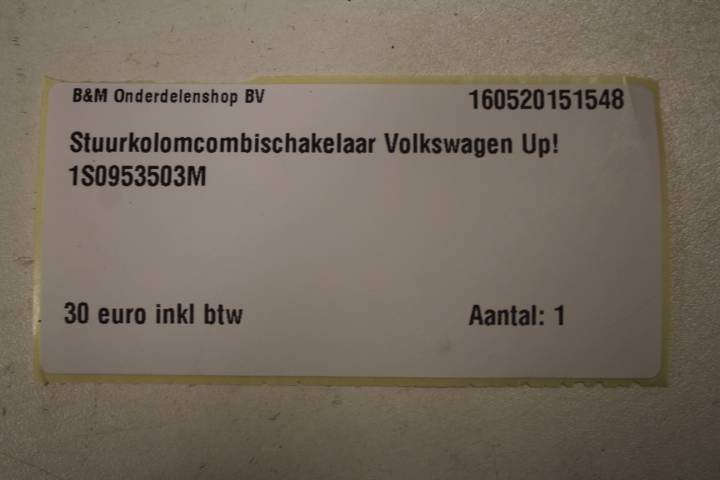 B&M Onderdelenshop BV 160520151548
Stuurkolomcombischakelaar Volkswagen Up!
1S0953503M
30 euro inkl btw Aantal: 1